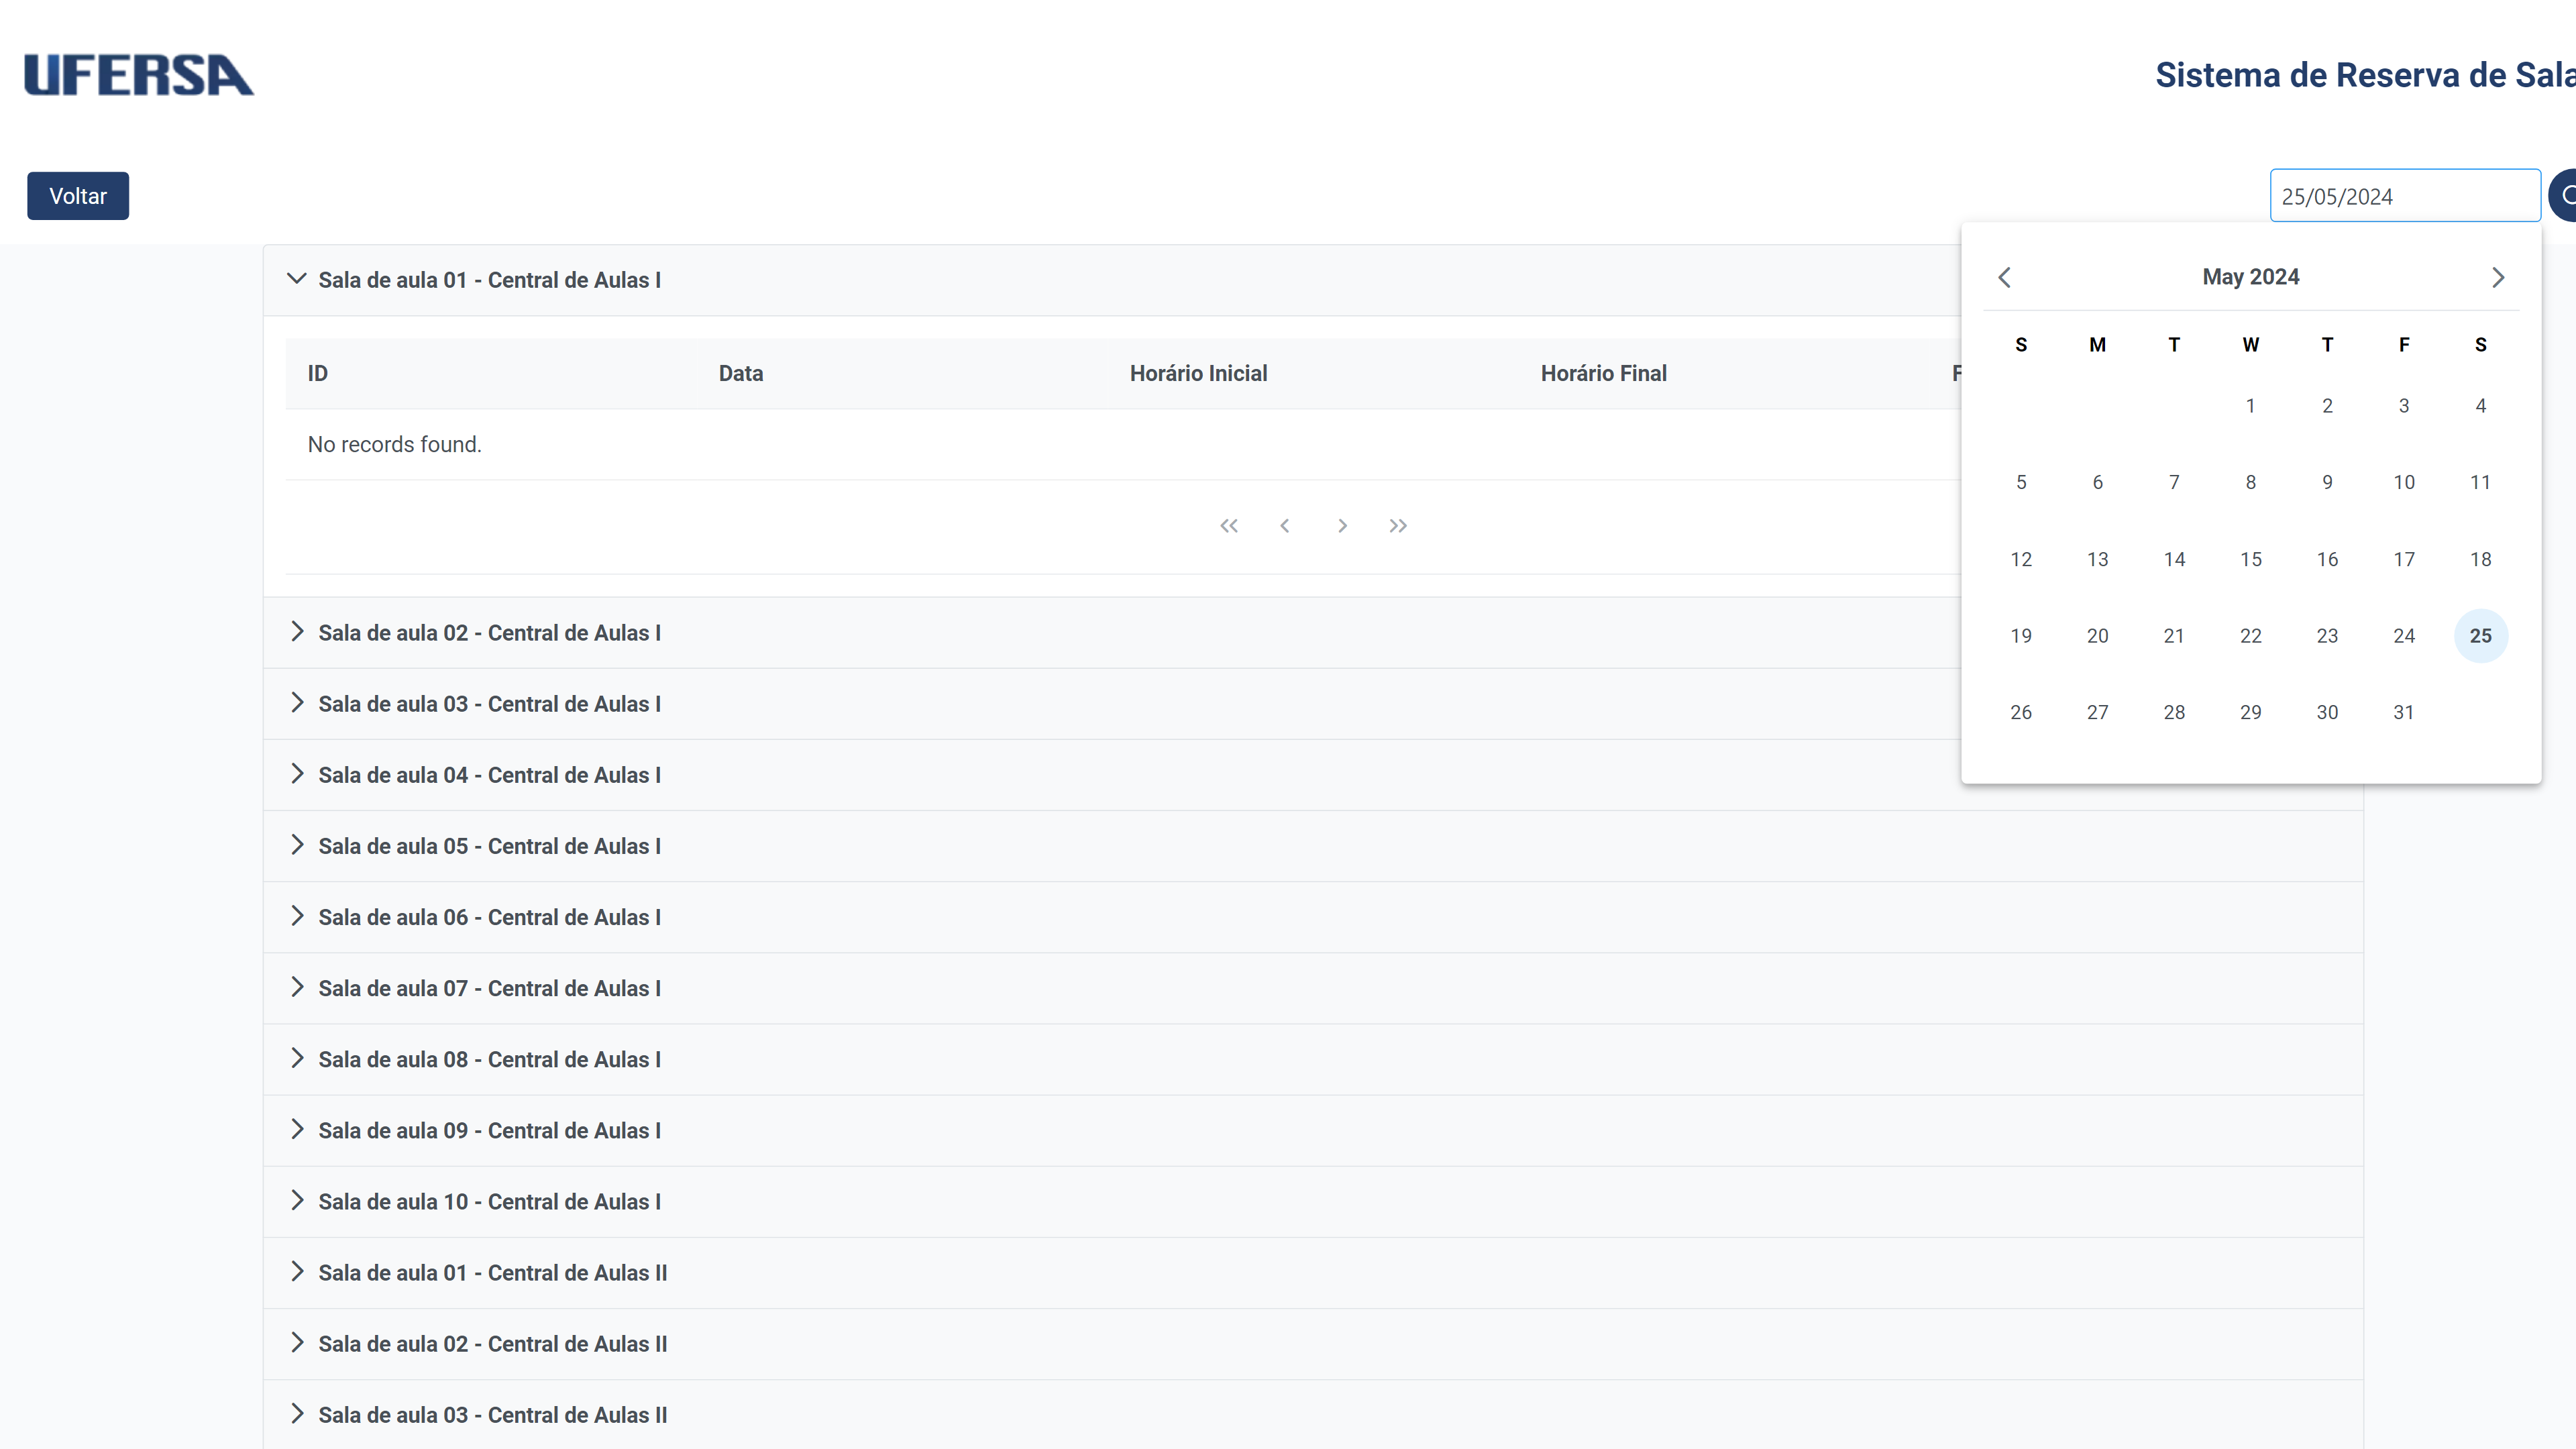 UFERSA
Sistema de Reserva de Sala
Voltar
25/05/2024
Sala de aula 01 - Central de Aulas I
ID Data Horário Inicial Horário Final
No records found.
May 2024
S M T W T F S
1 2 3 4
5 6 7 8 9 10 11
12 13 14 15 16 17 18
19 20 21 22 23 24 25
26 27 28 29 30 31
Sala de aula 02 - Central de Aulas I
Sala de aula 03 - Central de Aulas I
Sala de aula 04 - Central de Aulas I
Sala de aula 05 - Central de Aulas I
Sala de aula 06 - Central de Aulas I
Sala de aula 07 - Central de Aulas I
Sala de aula 08 - Central de Aulas I
Sala de aula 09 - Central de Aulas I
Sala de aula 10 - Central de Aulas I
Sala de aula 01 - Central de Aulas II
Sala de aula 02 - Central de Aulas II
Sala de aula 03 - Central de Aulas II